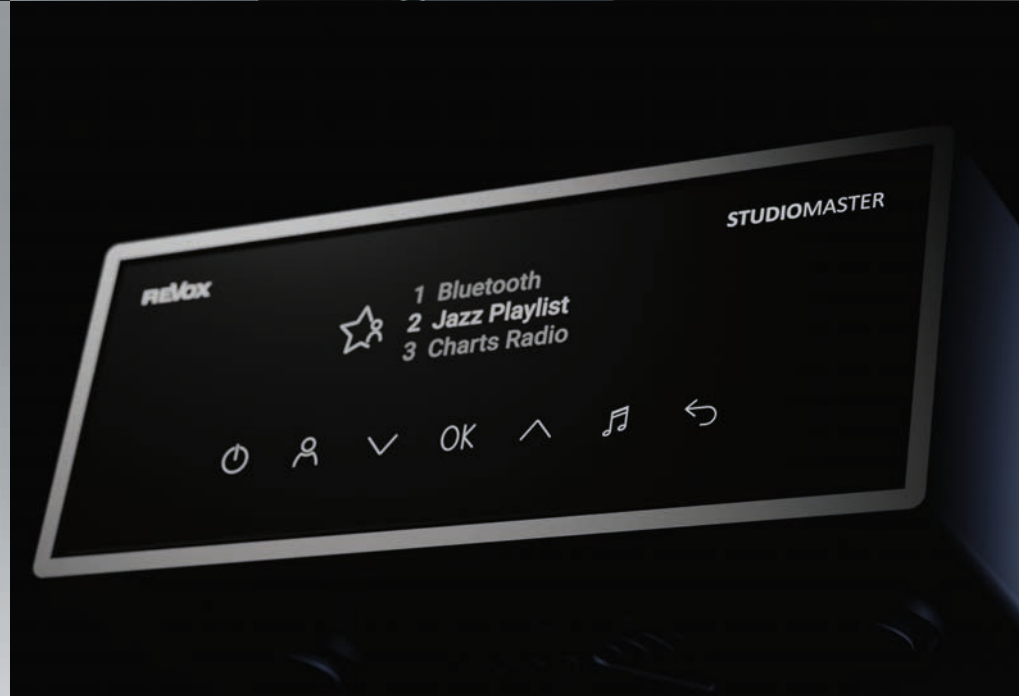 STUDIOMASTER
REVOX
1 Bluetooth
2 Jazz Playlist
3 Charts Radio
OK